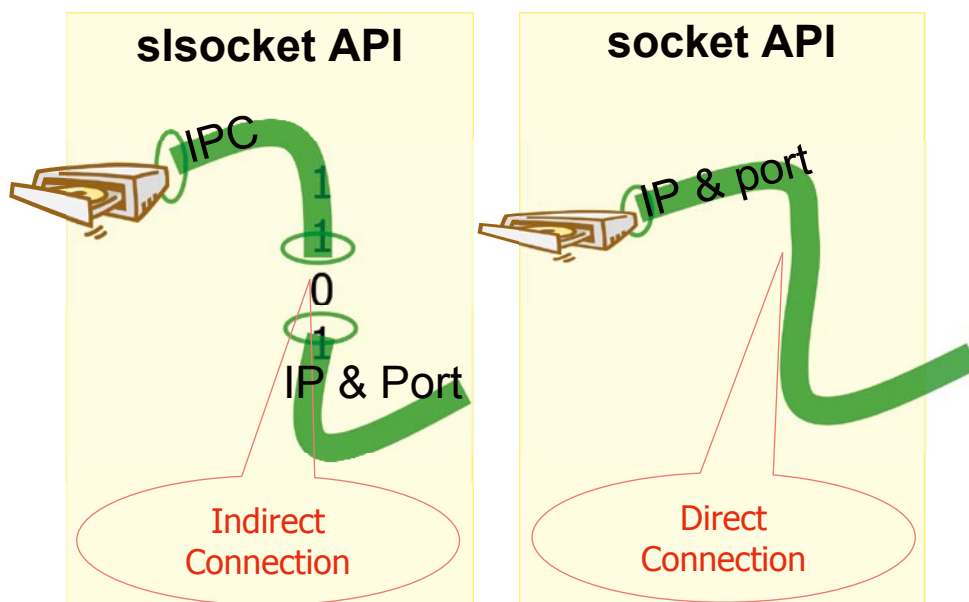 slsocket API
IPC
1
1
0
1
IP & Port
Indirect
Connection
socket API
IP & port
Direct
Connection